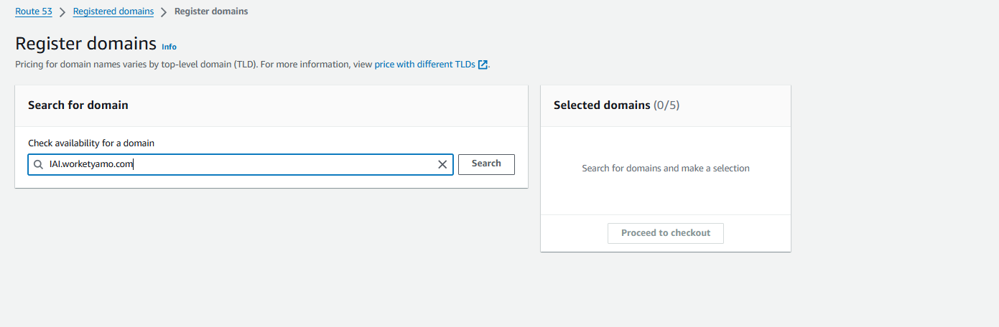 Route 53 > Registered domains > Register domains
Register domains Info
Pricing for domain names varies by top-level domain (TLD). For more information, view price with different TLDs.
Search for domain
Check availability for a domain
IAI.worketyamo.com
Search
Selected domains (0/5)
Search for domains and make a selection
Proceed to checkout